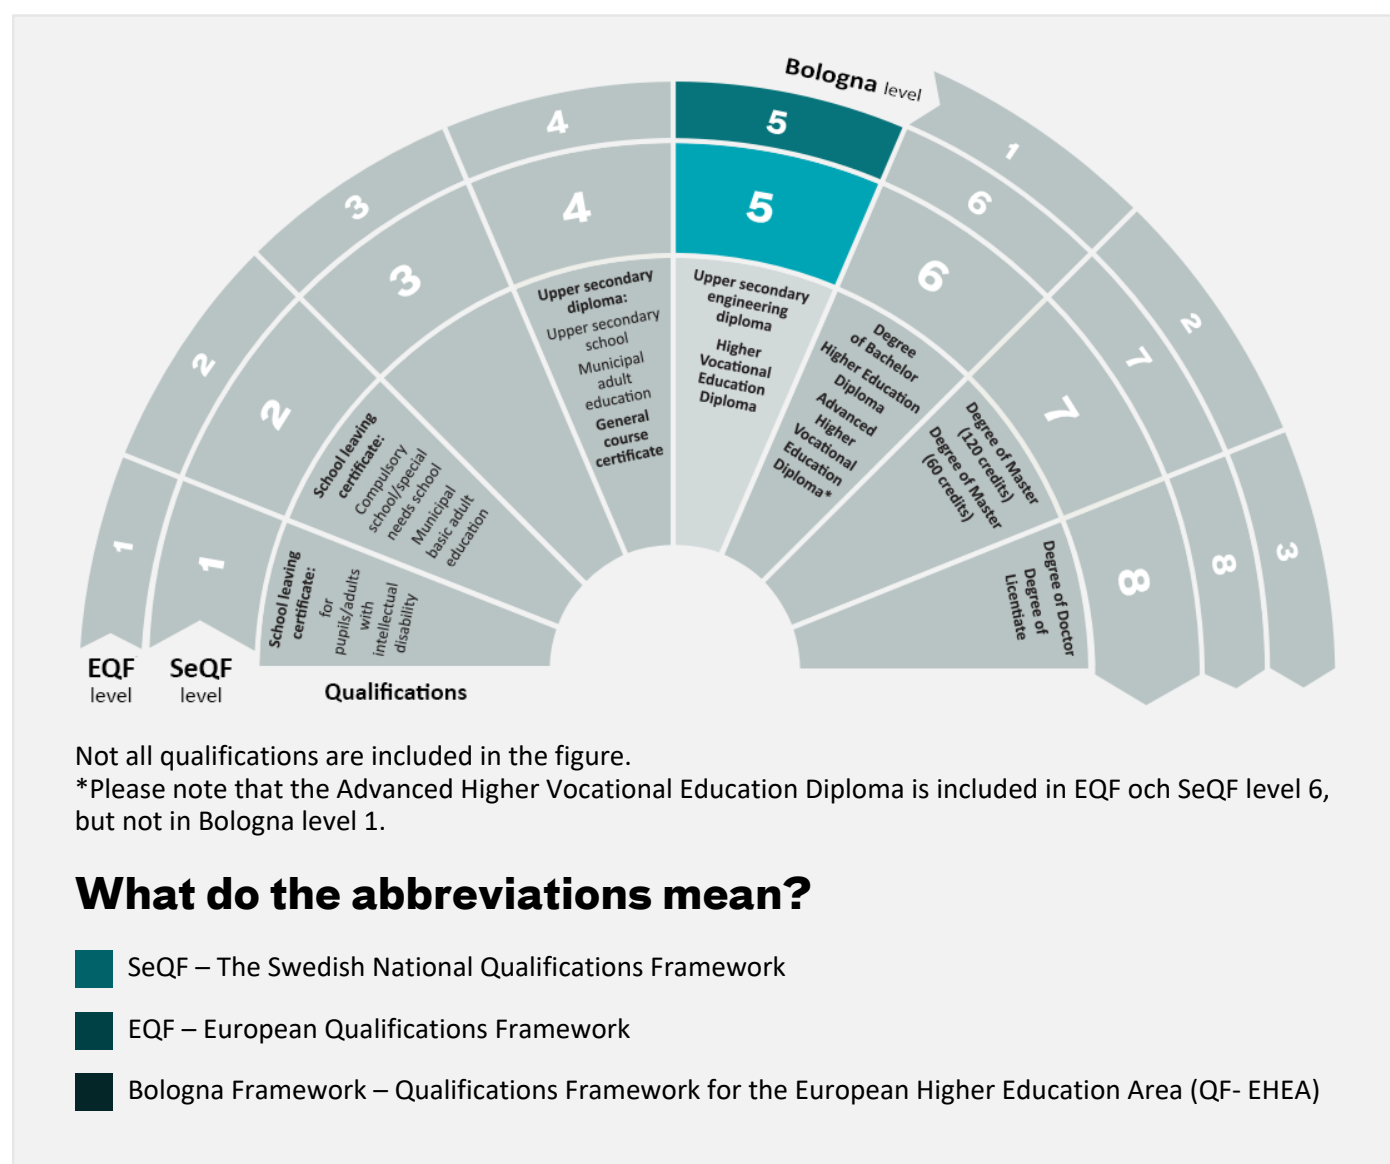 Bologna level
1
2
3
4
5
6
7
8
1
2
3
1
2
3
4
5
6
7
8
School leaving
certificate:
for
pupils/adults
with
intellectual
disability
School leaving
certificate:
Compulsory
school/special
needs school
Municipal
basic adult
education
Upper secondary
diploma:
Upper secondary
school
Municipal
adult
education
General
course
certificate
Upper secondary
engineering
diploma
Higher
Vocational
Education
Diploma
Degree
of Bachelor
Higher Education
Diploma
Advanced
Higher
Vocational
Education
Diploma*
Degree of Master
(120 credits)
Degree of Master
(60 credits)
Degree of Doctor
Degree of
Licentiate
EQF
level
SeQF
level
Qualifications
Not all qualifications are included in the figure.
*Please note that the Advanced Higher Vocational Education Diploma is included in EQF och SeQF level 6,
but not in Bologna level 1.
What do the abbreviations mean?
SeQF – The Swedish National Qualifications Framework
EQF – European Qualifications Framework
Bologna Framework – Qualifications Framework for the European Higher Education Area (QF- EHEA)